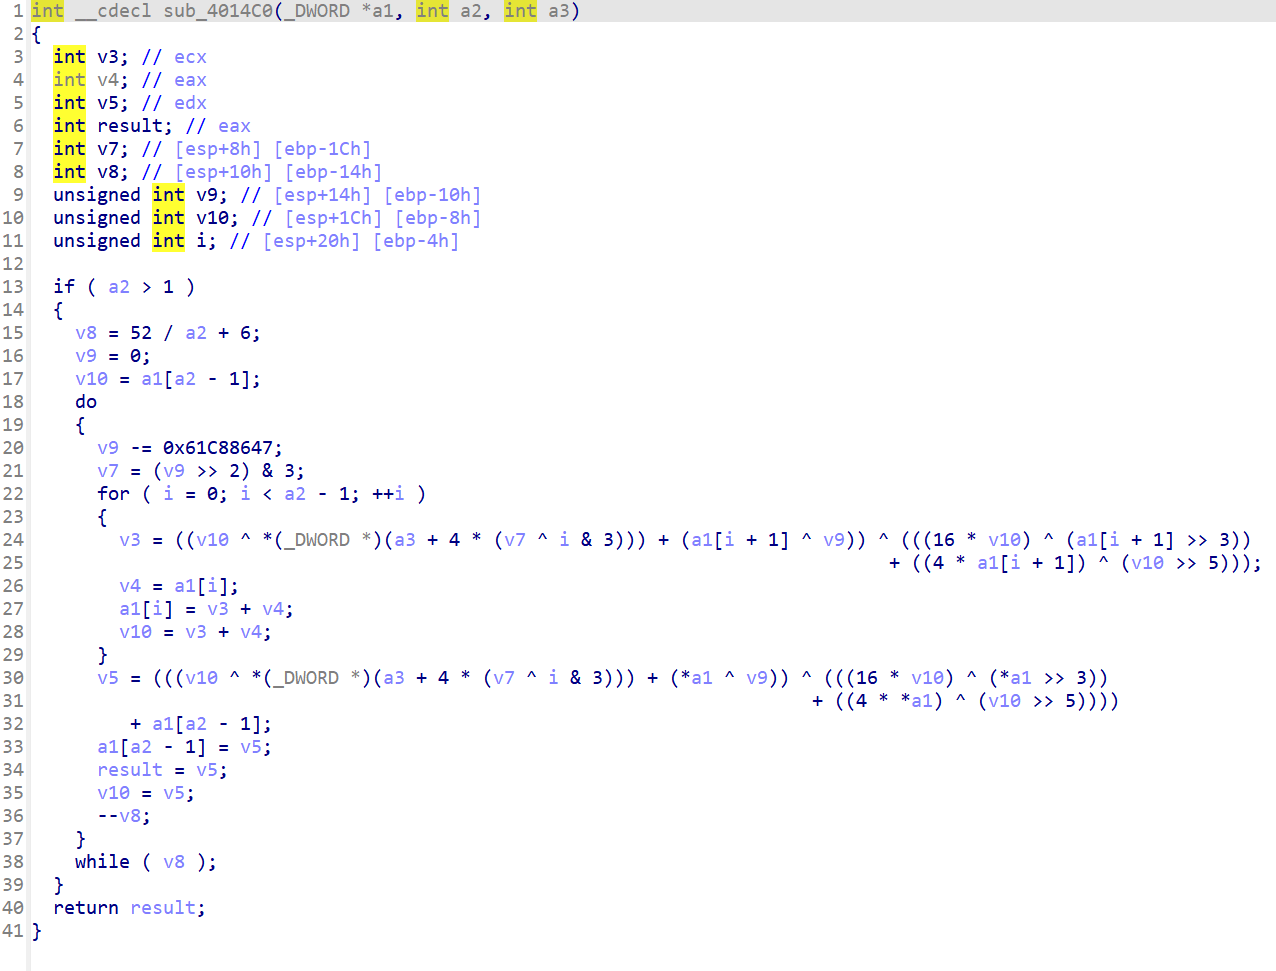 1 int __cdecl sub_4014C0(_DWORD *a1, int a2, int a3)
2 {
3   int v3; // ecx
4   int v4; // eax
5   int v5; // edx
6   int result; // eax
7   int v7; // [esp+8h] [ebp-1Ch]
8   int v8; // [esp+10h] [ebp-14h]
9   unsigned int v9; // [esp+14h] [ebp-10h]
10   unsigned int v10; // [esp+1Ch] [ebp-8h]
11   unsigned int i; // [esp+20h] [ebp-4h]
12
13   if ( a2 > 1 )
14   {
15     v8 = 52 / a2 + 6;
16     v9 = 0;
17     v10 = a1[a2 - 1];
18     do
19     {
20       v9 -= 0x61C88647;
21       v7 = (v9 >> 2) & 3;
22       for ( i = 0; i < a2 - 1; ++i )
23       {
24         v3 = ((v10 ^ *(_DWORD *)(a3 + 4 * (v7 ^ i & 3))) + (a1[i + 1] ^ v9)) ^ (((16 * v10) ^ (a1[i + 1] >> 3))
25                                                                               + ((4 * a1[i + 1]) ^ (v10 >> 5)));
26         v4 = a1[i];
27         a1[i] = v3 + v4;
28         v10 = v3 + v4;
29       }
30       v5 = (((v10 ^ *(_DWORD *)(a3 + 4 * (v7 ^ i & 3))) + (*a1 ^ v9)) ^ (((16 * v10) ^ (*a1 >> 3))
31                                                                        + ((4 * *a1) ^ (v10 >> 5))))
32          + a1[a2 - 1];
33       a1[a2 - 1] = v5;
34       result = v5;
35       v10 = v5;
36       --v8;
37     }
38     while ( v8 );
39   }
40   return result;
41 }